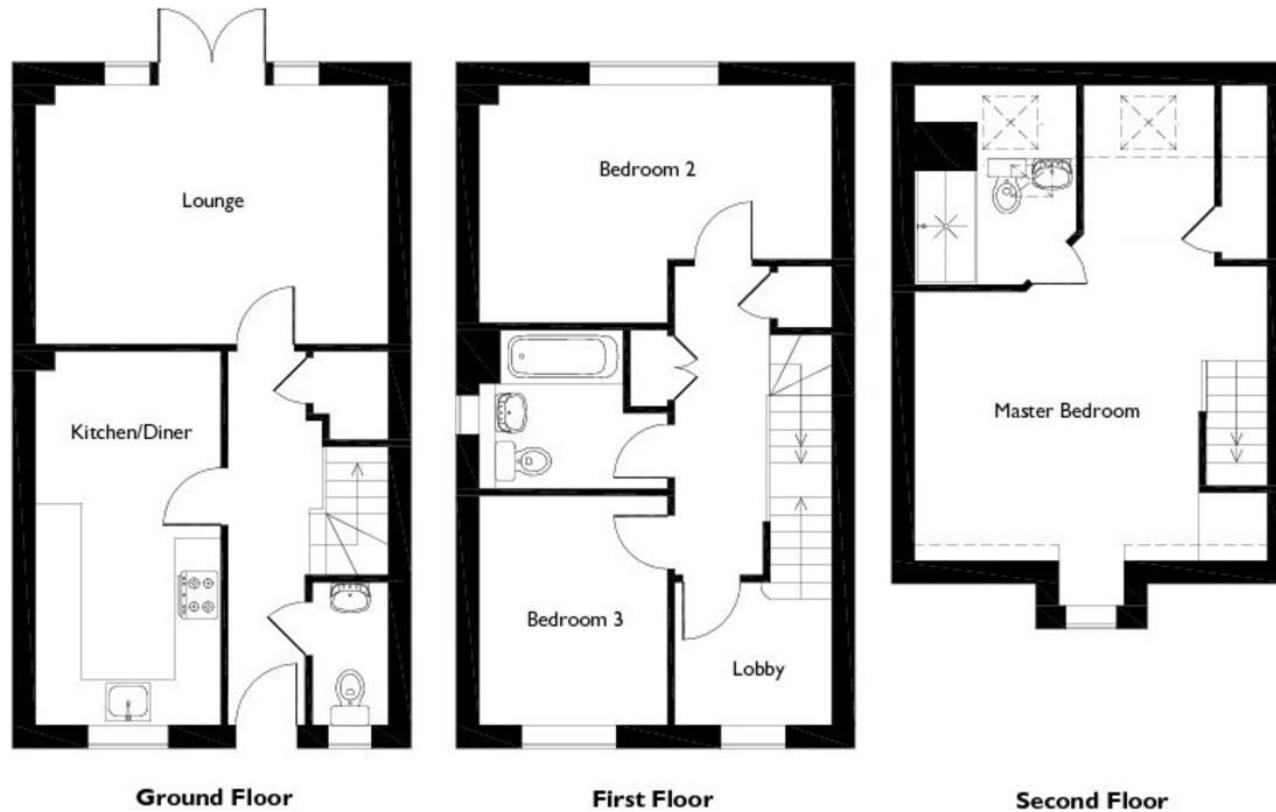 Lounge
Kitchen/Diner
Ground Floor
Bedroom 2
Bedroom 3
Lobby
First Floor
Master Bedroom
Second Floor